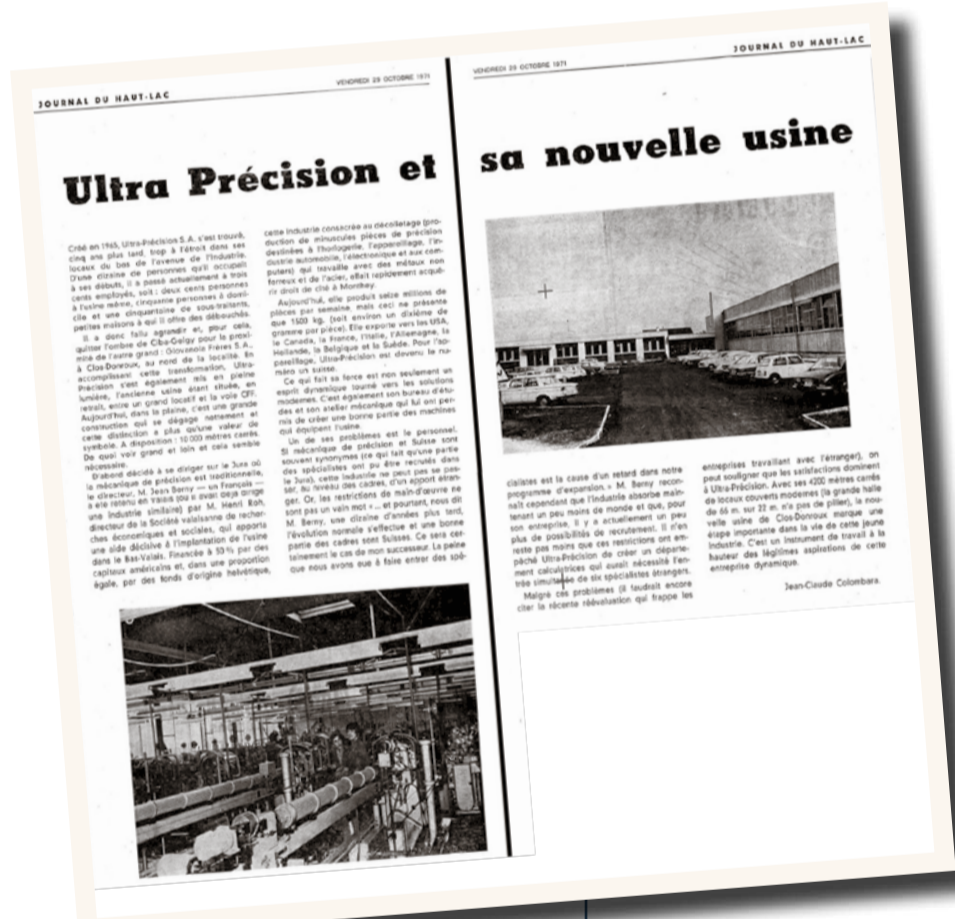 JOURNAL DU HAUT-LAC
VENDREDI 29 OCTOBRE 1971
VENDREDI 29 OCTOBRE 1971
JOURNAL DU HAUT-LAC
Ultra Précision et sa nouvelle usine
Créé en 1965, Ultra-Précision S. A. s'est trouvé,
cinq ans plus tard, trop à l'étroit dans ses
locaux du bas de l'avenue de l'Industrie.
D'une dizaine de personnes qu'il occupait
à ses débuts, il a passé actuellement à trois
cents employés, soit : deux cents personnes
à l'usine même, cinquante personnes à domi-
cile et une cinquantaine de sous-traitants,
petites maisons à qui il offre des débouchés.
Il a donc fallu agrandir et, pour cela,
quitter l'ombre de Ciba-Geigy pour la proxi-
mité de l'autre grand : Giovanola Frères S. A.,
à Clos-Donroux, au nord de la localité. En
accomplissant cette transformation, Ultra-
Précision s'est également mis en pleine
lumière, l'ancienne usine étant située, en
retrait, entre un grand locatif et la voie CFF.
Aujourd'hui, dans la plaine, c'est une grande
construction qui se dégage nettement et
cette distinction a plus qu'une valeur de
symbole. A disposition : 10 000 mètres carrés.
De quoi voir grand et loin et cela semble
nécessaire.
D'abord décidé à se diriger sur le Jura où
la mécanique de précision est traditionnelle,
le directeur, M. Jean Berny — un Français —
a été retenu en Valais (où il avait déjà dirigé
une industrie similaire) par M. Henri Roh,
directeur de la Société valaisanne de recher-
ches économiques et sociales, qui apporta
une aide décisive à l'implantation de l'usine
dans le Bas-Valais. Financée à 50 % par des
capitaux américains et, dans une proportion
égale, par des fonds d'origine helvétique,
cette industrie consacrée au décolletage (pro-
duction de minuscules pièces de précision
destinées à l'horlogerie, l'appareillage, l'in-
dustrie automobile, l'électronique et aux com-
puters) qui travaille avec des métaux non
ferreux et de l'acier, allait rapidement acqué-
rir droit de cité à Monthey.
Aujourd'hui, elle produit seize millions de
pièces par semaine, mais ceci ne présente
que 1500 kg. (soit environ un dixième de
gramme par pièce). Elle exporte vers les USA,
le Canada, la France, l'Italie, l'Allemagne, la
Hollande, la Belgique et la Suède. Pour l'ap-
pareillage, Ultra-Précision est devenu le nu-
méro un suisse.
Ce qui fait sa force est non seulement un
esprit dynamique tourné vers les solutions
modernes. C'est également son bureau d'étu-
des et son atelier mécanique qui lui ont per-
mis de créer une bonne partie des machines
qui équipent l'usine.
Un de ses problèmes est le personnel.
Si mécanique de précision et Suisse sont
souvent synonymes (ce qui fait qu'une partie
des spécialistes ont pu être recrutés dans
le Jura), cette industrie ne peut pas se pas-
ser, au niveau des cadres, d'un apport étran-
ger. Or, les restrictions de main-d'œuvre ne
sont pas un vain mot « ... et pourtant, nous dit
M. Berny, une dizaine d'années plus tard,
l'évolution normale s'effectue et une bonne
partie des cadres sont Suisses. Ce sera cer-
tainement le cas de mon successeur. La peine
que nous avons eue à faire entrer des spé-
cialistes est la cause d'un retard dans notre
programme d'expansion. » M. Berny recon-
naît cependant que l'industrie absorbe main-
tenant un peu moins de monde et que, pour
son entreprise, il y a actuellement un peu
plus de possibilités de recrutement. Il n'en
reste pas moins que ces restrictions ont em-
pêché Ultra-Précision de créer un départe-
ment calculatrices qui aurait nécessité l'en-
trée simultanée de six spécialistes étrangers.
Malgré ces problèmes (il faudrait encore
citer la récente réévaluation qui frappe les
entreprises travaillant avec l'étranger), on
peut souligner que les satisfactions dominent
à Ultra-Précision. Avec ses 4200 mètres carrés
de locaux couverts modernes (la grande halle
de 66 m. sur 22 m. n'a pas de pilier), la nou-
velle usine de Clos-Donroux marque une
étape importante dans la vie de cette jeune
industrie. C'est un instrument de travail à la
hauteur des légitimes aspirations de cette
entreprise dynamique.
Jean-Claude Colombara.